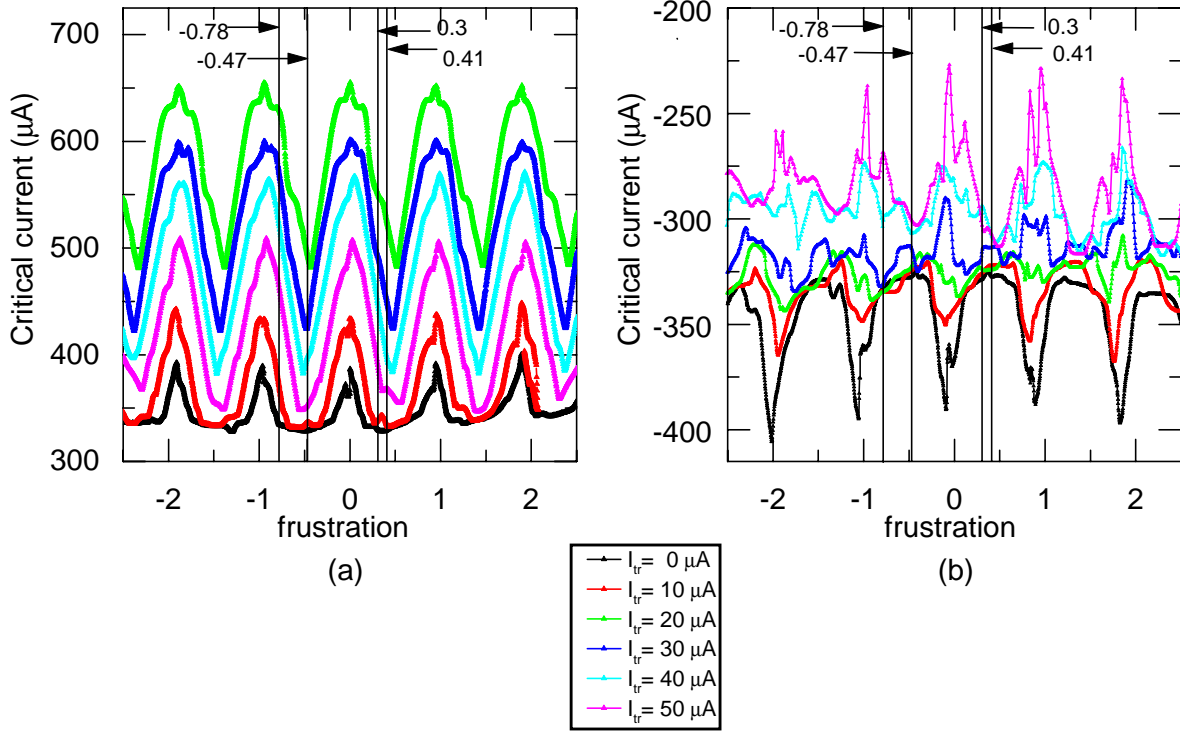 700
600
500
400
300
Critical current (µA)
-0.78
-0.47
0.3
0.41
-2
-1
0
1
2
frustration
(a)
-200
-250
-300
-350
-400
Critical current (µA)
-0.78
-0.47
0.3
0.41
-2
-1
0
1
2
frustration
(b)
Itr= 0 µA
Itr= 10 µA
Itr= 20 µA
Itr= 30 µA
Itr= 40 µA
Itr= 50 µA